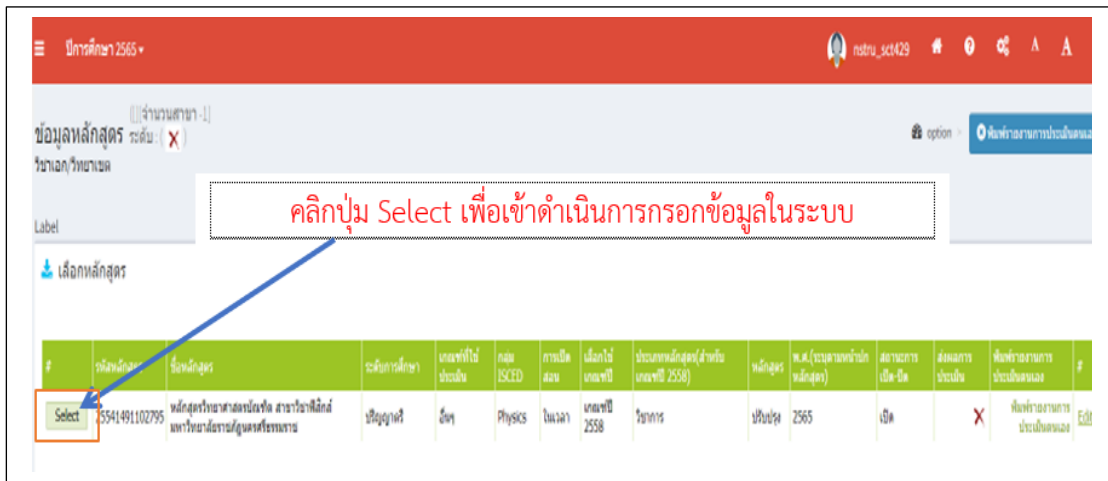 ปีการศึกษา 2565
nstru_sct429 A A
[][จำนวนสาขา -1]
ข้อมูลหลักสูตร ระดับ : ( X )
วิชาเอก/วิทยาเขต
option
พิมพ์รายงานการประเมินตนเอง
คลิกปุ่ม Select เพื่อเข้าดำเนินการกรอกข้อมูลในระบบ
Label
เลือกหลักสูตร
# รหัสหลักสูตร ชื่อหลักสูตร ระดับการศึกษา เกณฑ์ที่ใช้ประเมิน กลุ่ม ISCED การเปิดสอน เลือกใช้เกณฑ์ปี ประเภทหลักสูตร(สำหรับเกณฑ์ปี 2558) หลักสูตร พ.ศ.(ระบุตามหน้าปกหลักสูตร) สถานะการเปิด-ปิด ส่งผลการประเมิน พิมพ์รายงานการประเมินตนเอง #
Select 25541491102795 หลักสูตรวิทยาศาสตรบัณฑิต สาขาวิชาฟิสิกส์ มหาวิทยาลัยราชภัฏนครศรีธรรมราช ปริญญาตรี อื่นๆ Physics ในเวลา เกณฑ์ปี 2558 วิชาการ ปรับปรุง 2565 เปิด X พิมพ์รายงานการประเมินตนเอง Edit